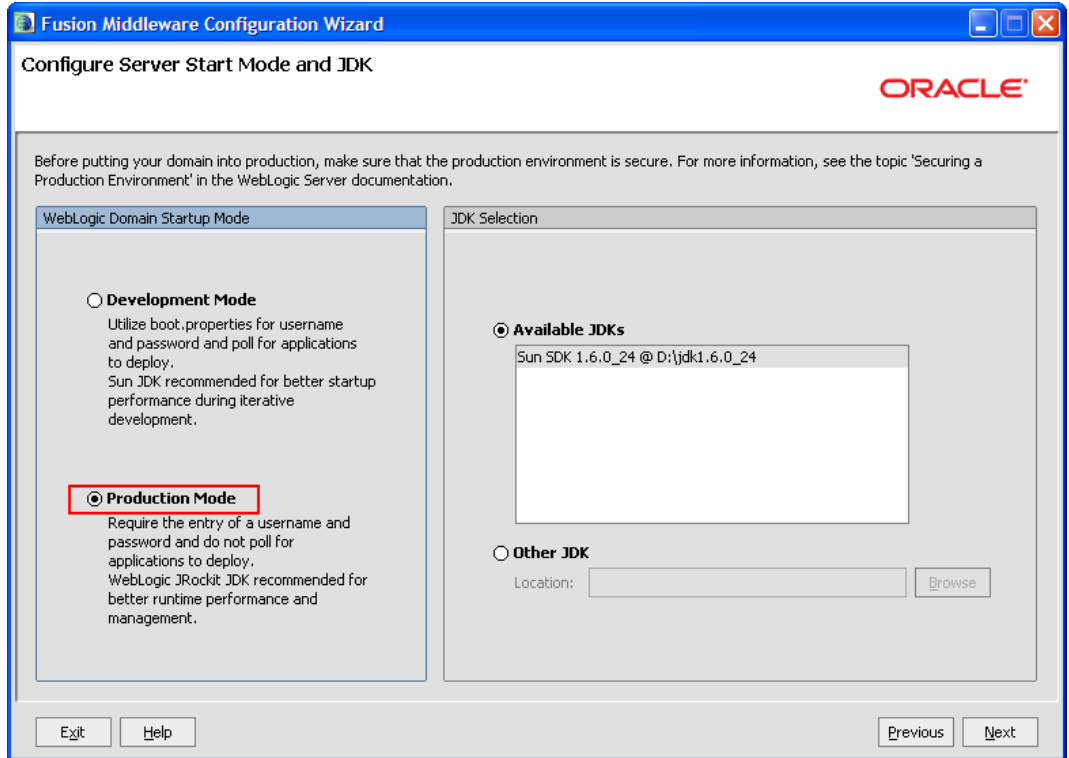 Fusion Middleware Configuration Wizard
Configure Server Start Mode and JDK
ORACLE
Before putting your domain into production, make sure that the production environment is secure. For more information, see the topic 'Securing a
Production Environment' in the WebLogic Server documentation.
WebLogic Domain Startup Mode
Development Mode
Utilize boot.properties for username
and password and poll for applications
to deploy.
Sun JDK recommended for better startup
performance during iterative
development.
Production Mode
Require the entry of a username and
password and do not poll for
applications to deploy.
WebLogic JRockit JDK recommended for
better runtime performance and
management.
JDK Selection
Available JDKs
Sun SDK 1.6.0_24 @ D:\jdk1.6.0_24
Other JDK
Location:
Browse
Exit
Help
Previous
Next